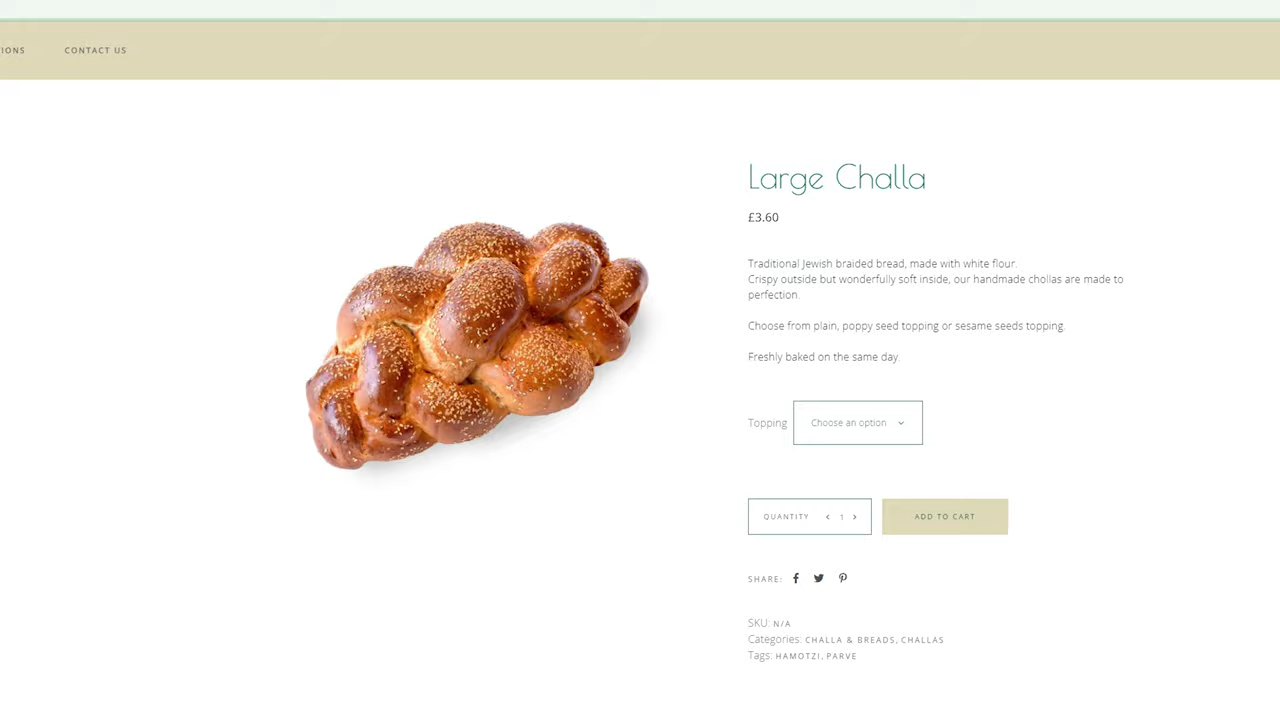 IONS CONTACT US
Large Challa
£3.60
Traditional Jewish braided bread, made with white flour.
Crispy outside but wonderfully soft inside, our handmade chollas are made to
perfection.
Choose from plain, poppy seed topping or sesame seeds topping.
Freshly baked on the same day.
Topping Choose an option
QUANTITY 1 ADD TO CART
SHARE:
SKU: N/A
Categories: CHALLA & BREADS, CHALLAS
Tags: HAMOTZI, PARVE